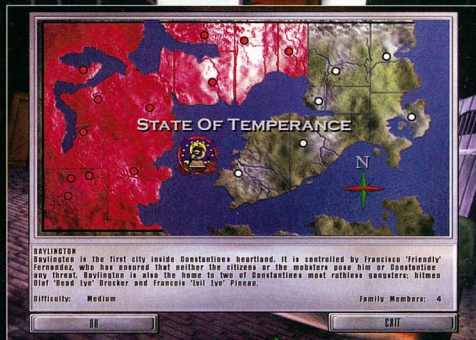 STATE OF TEMPERANCE
N
BAYLINGTON
Baylington is the first city inside Constantines heartland. It is controlled by Francisco 'Friendly'
Fernandez, who has ensured that neither the citizens or the mobsters pose him or Constantine
any threat. Baylington is also the home to two of Constantines most ruthless gangsters; hitmen
Olaf 'Dead Eye' Drucker and Francois 'Evil Eye' Pineau.
Difficulty: Medium Family Members: 4
OK EXIT